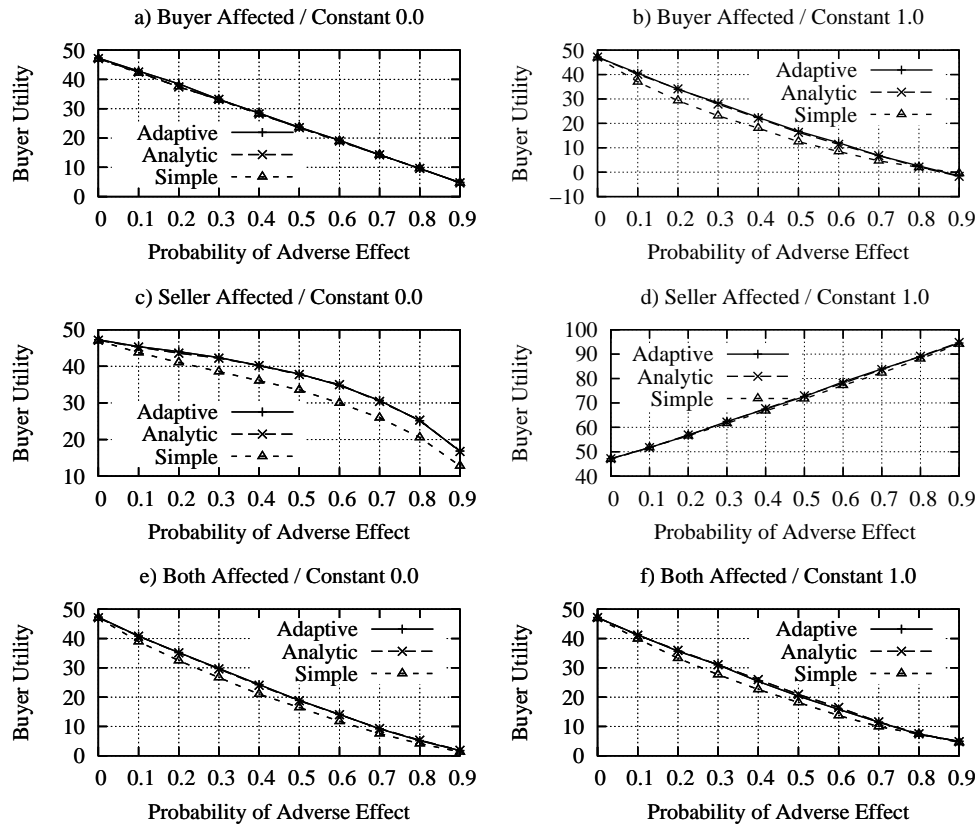 a) Buyer Affected / Constant 0.0
Buyer Utility
50
40
30
20
10
0
Adaptive
Analytic
Simple
0 0.1 0.2 0.3 0.4 0.5 0.6 0.7 0.8 0.9
Probability of Adverse Effect
b) Buyer Affected / Constant 1.0
Buyer Utility
50
40
30
20
10
0
−10
Adaptive
Analytic
Simple
0 0.1 0.2 0.3 0.4 0.5 0.6 0.7 0.8 0.9
Probability of Adverse Effect
c) Seller Affected / Constant 0.0
Buyer Utility
50
40
30
20
10
Adaptive
Analytic
Simple
0 0.1 0.2 0.3 0.4 0.5 0.6 0.7 0.8 0.9
Probability of Adverse Effect
d) Seller Affected / Constant 1.0
Buyer Utility
100
90
80
70
60
50
40
Adaptive
Analytic
Simple
0 0.1 0.2 0.3 0.4 0.5 0.6 0.7 0.8 0.9
Probability of Adverse Effect
e) Both Affected / Constant 0.0
Buyer Utility
50
40
30
20
10
0
Adaptive
Analytic
Simple
0 0.1 0.2 0.3 0.4 0.5 0.6 0.7 0.8 0.9
Probability of Adverse Effect
f) Both Affected / Constant 1.0
Buyer Utility
50
40
30
20
10
0
Adaptive
Analytic
Simple
0 0.1 0.2 0.3 0.4 0.5 0.6 0.7 0.8 0.9
Probability of Adverse Effect